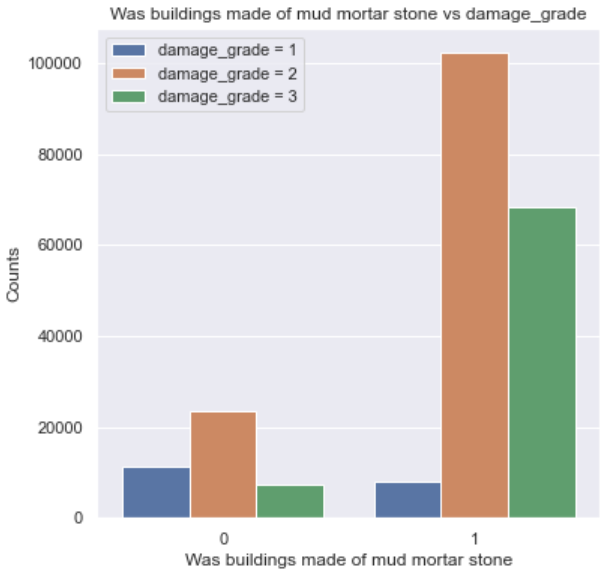 Was buildings made of mud mortar stone vs damage_grade
damage_grade = 1
damage_grade = 2
damage_grade = 3
100000
80000
60000
40000
20000
0
Counts
0
1
Was buildings made of mud mortar stone